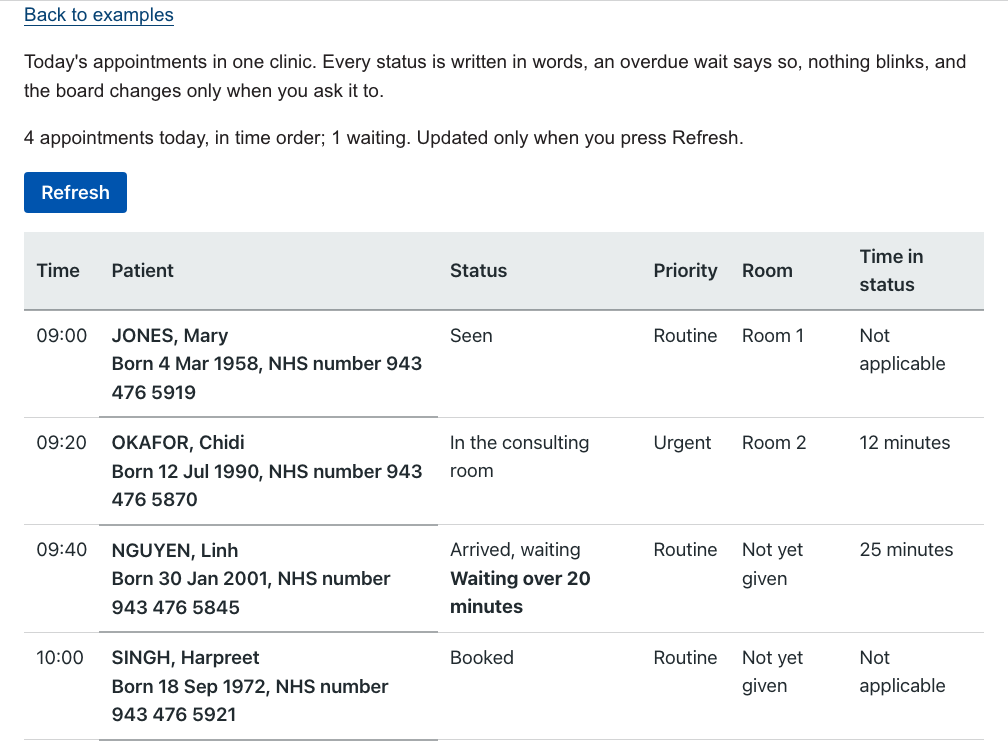 Back to examples
Today's appointments in one clinic. Every status is written in words, an overdue wait says so, nothing blinks, and
the board changes only when you ask it to.
4 appointments today, in time order; 1 waiting. Updated only when you press Refresh.
Refresh
Time Patient Status Priority Room Time in
status
09:00 JONES, Mary Seen Routine Room 1 Not
Born 4 Mar 1958, NHS number 943 applicable
476 5919
09:20 OKAFOR, Chidi In the consulting Urgent Room 2 12 minutes
Born 12 Jul 1990, NHS number 943 room
476 5870
09:40 NGUYEN, Linh Arrived, waiting Routine Not yet 25 minutes
Born 30 Jan 2001, NHS number Waiting over 20 given
943 476 5845 minutes
10:00 SINGH, Harpreet Booked Routine Not yet Not
Born 18 Sep 1972, NHS number given applicable
943 476 5921